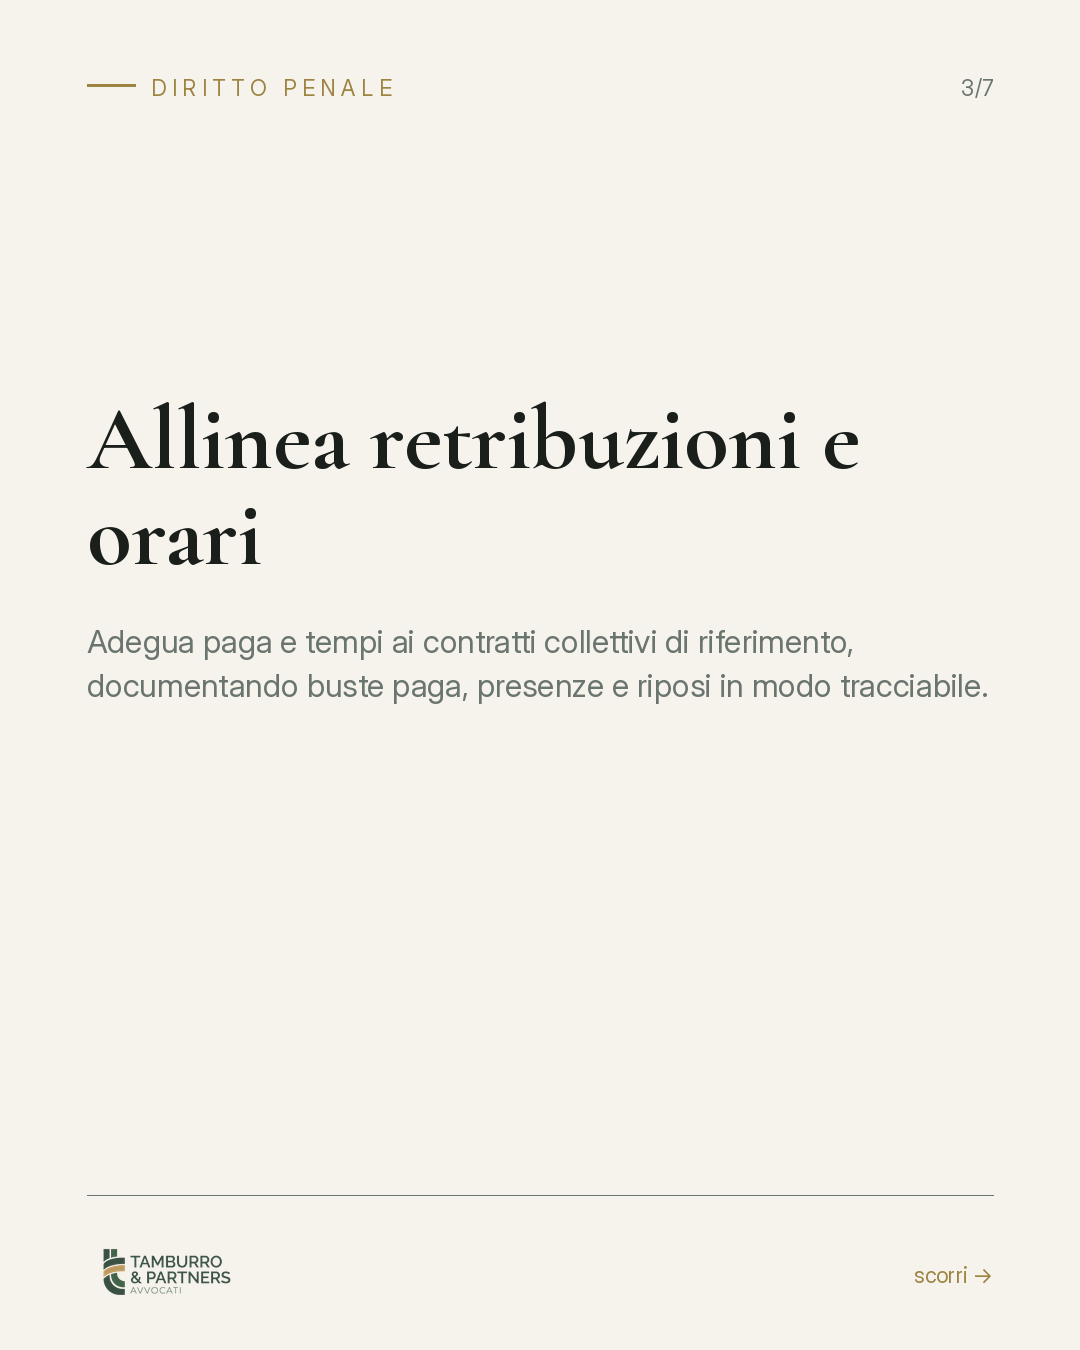 DIRITTO PENALE
3/7
Allinea retribuzioni e
orari
Adegua paga e tempi ai contratti collettivi di riferimento,
documentando buste paga, presenze e riposi in modo tracciabile.
TAMBURRO
& PARTNERS
AVVOCATI
scorri →